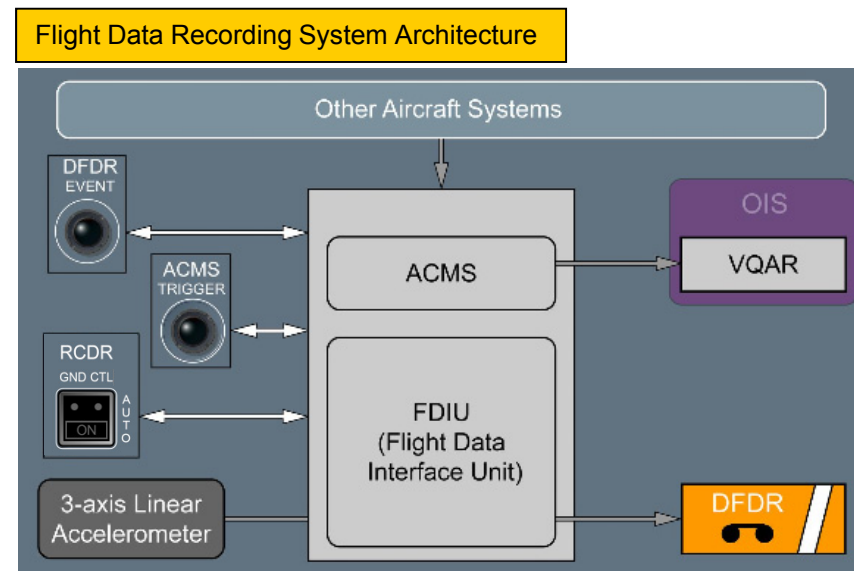 Flight Data Recording System Architecture
Other Aircraft Systems
DFDR
EVENT
ACMS
TRIGGER
RCDR
GND CTL
ON
AUTO
3-axis Linear
Accelerometer
ACMS
FDIU
(Flight Data
Interface Unit)
OIS
VQAR
DFDR